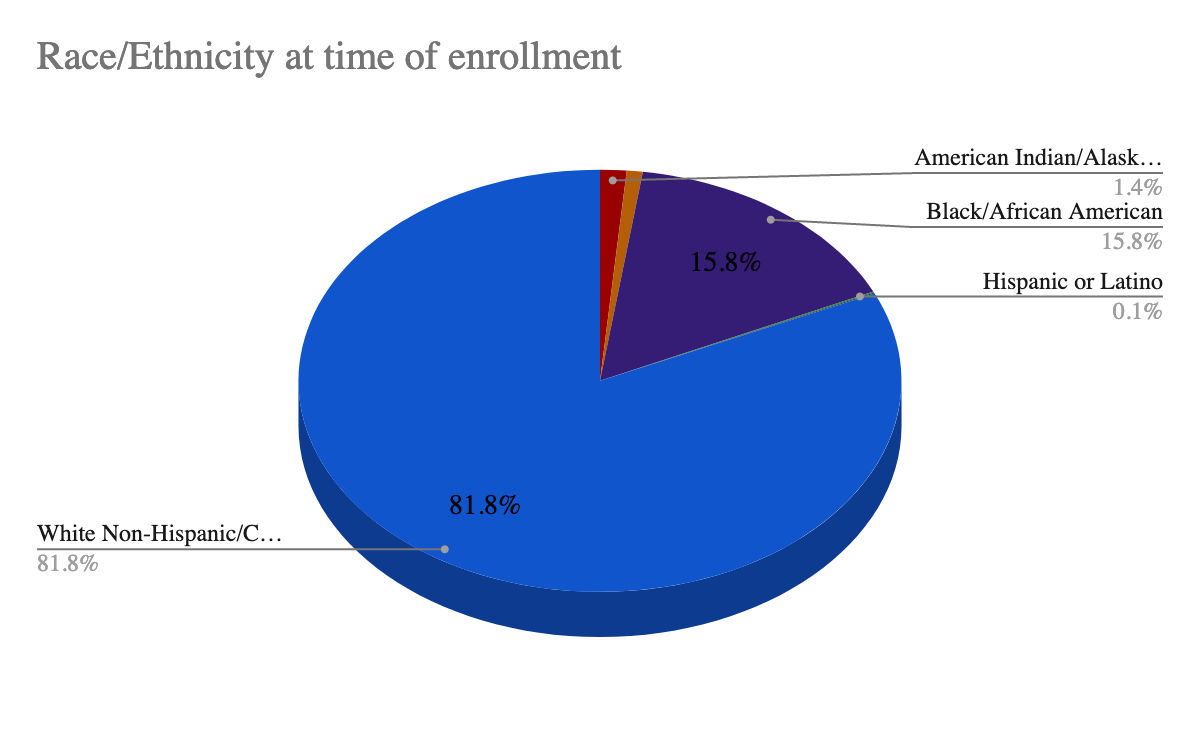 Race/Ethnicity at time of enrollment
American Indian/Alask…
1.4%
Black/African American
15.8%
15.8%
Hispanic or Latino
0.1%
81.8%
White Non-Hispanic/C…
81.8%